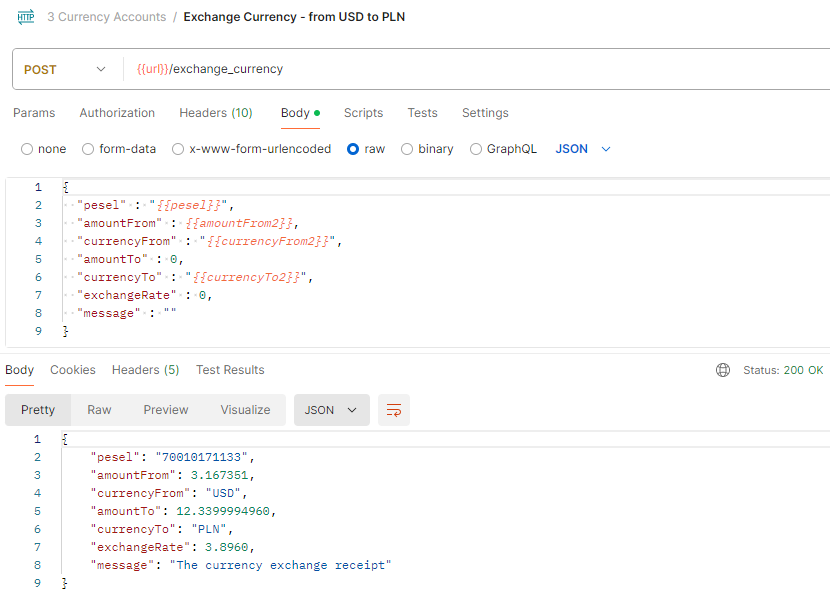 HTTP 3 Currency Accounts / Exchange Currency - from USD to PLN
POST {{url}}/exchange_currency
Params Authorization Headers (10) Body Scripts Tests Settings
none form-data x-www-form-urlencoded raw binary GraphQL JSON
1 {
2 "pesel" : "{{pesel}}",
3 "amountFrom" : {{amountFrom2}},
4 "currencyFrom" : "{{currencyFrom2}}",
5 "amountTo" : 0,
6 "currencyTo" : "{{currencyTo2}}",
7 "exchangeRate" : 0,
8 "message" : ""
9 }
Body Cookies Headers (5) Test Results Status: 200 OK
Pretty Raw Preview Visualize JSON
1 {
2 "pesel": "70010171133",
3 "amountFrom": 3.167351,
4 "currencyFrom": "USD",
5 "amountTo": 12.3399994960,
6 "currencyTo": "PLN",
7 "exchangeRate": 3.8960,
8 "message": "The currency exchange receipt"
9 }